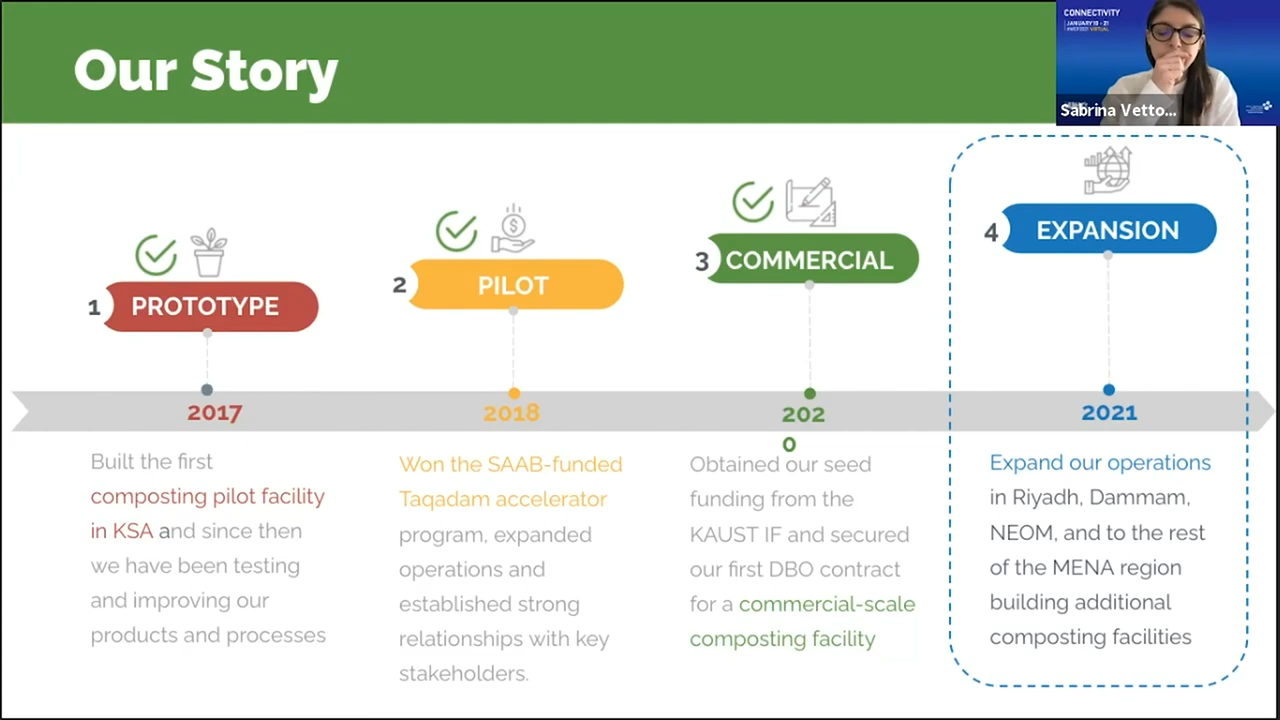 Our Story
CONNECTIVITY
JANUARY 19 - 21
VIRTUAL
Sabrina Vetto...
1 PROTOTYPE
2 PILOT
3 COMMERCIAL
4 EXPANSION
2017
2018
202
0
2021
Built the first
composting pilot facility
in KSA and since then
we have been testing
and improving our
products and processes
Won the SAAB-funded
Taqadam accelerator
program, expanded
operations and
established strong
relationships with key
stakeholders.
Obtained our seed
funding from the
KAUST IF and secured
our first DBO contract
for a commercial-scale
composting facility
Expand our operations
in Riyadh, Dammam,
NEOM, and to the rest
of the MENA region
building additional
composting facilities